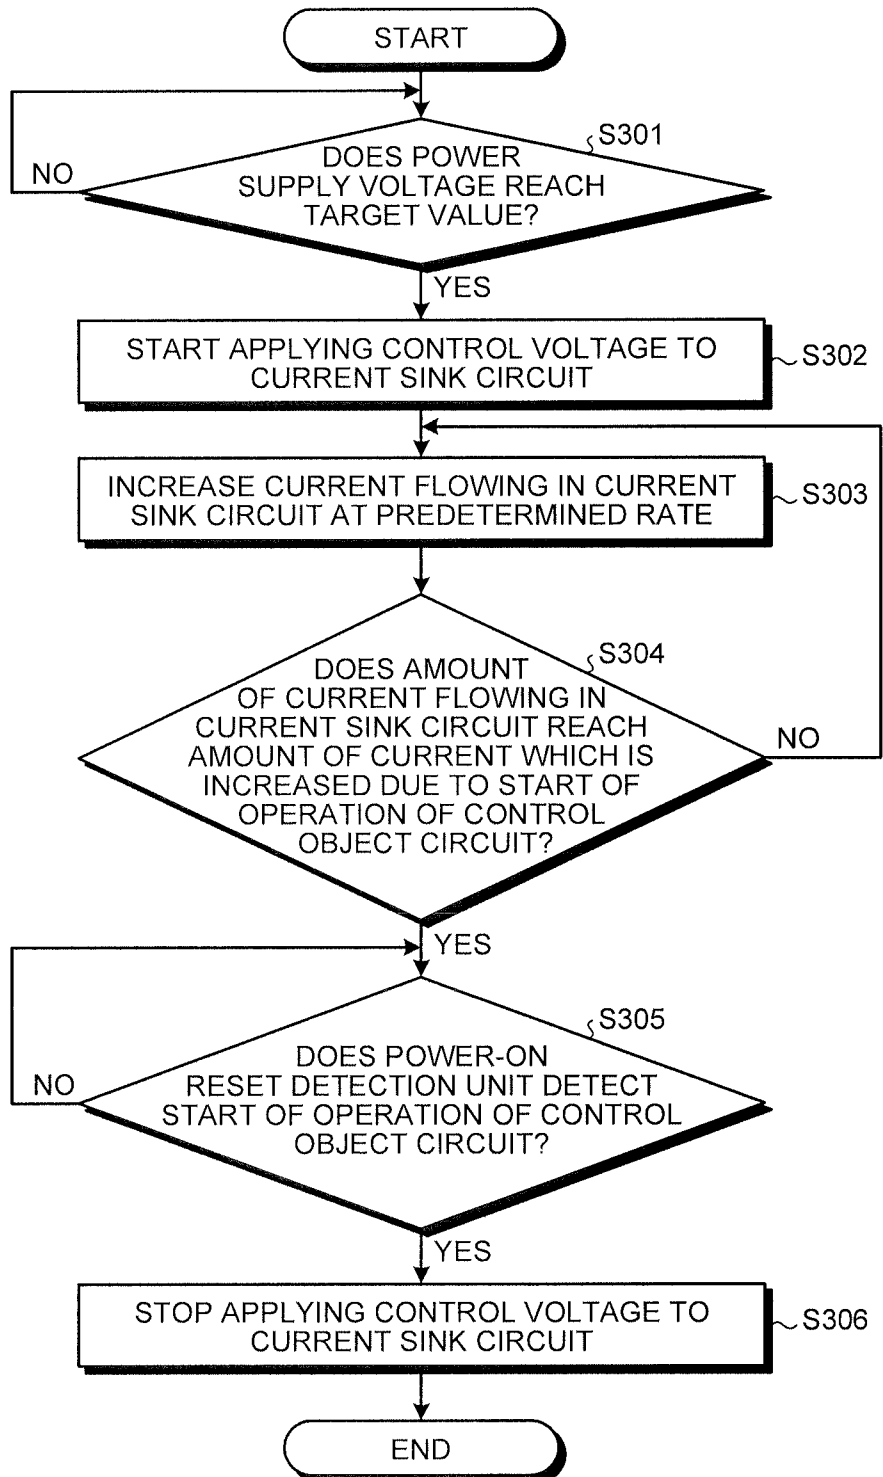 START
S301
DOES POWER
SUPPLY VOLTAGE REACH
TARGET VALUE?
NO
YES
START APPLYING CONTROL VOLTAGE TO
CURRENT SINK CIRCUIT
S302
INCREASE CURRENT FLOWING IN CURRENT
SINK CIRCUIT AT PREDETERMINED RATE
S303
S304
DOES AMOUNT
OF CURRENT FLOWING IN
CURRENT SINK CIRCUIT REACH
AMOUNT OF CURRENT WHICH IS
INCREASED DUE TO START OF
OPERATION OF CONTROL
OBJECT CIRCUIT?
NO
YES
S305
DOES POWER-ON
RESET DETECTION UNIT DETECT
START OF OPERATION OF CONTROL
OBJECT CIRCUIT?
NO
YES
STOP APPLYING CONTROL VOLTAGE TO
CURRENT SINK CIRCUIT
S306
END